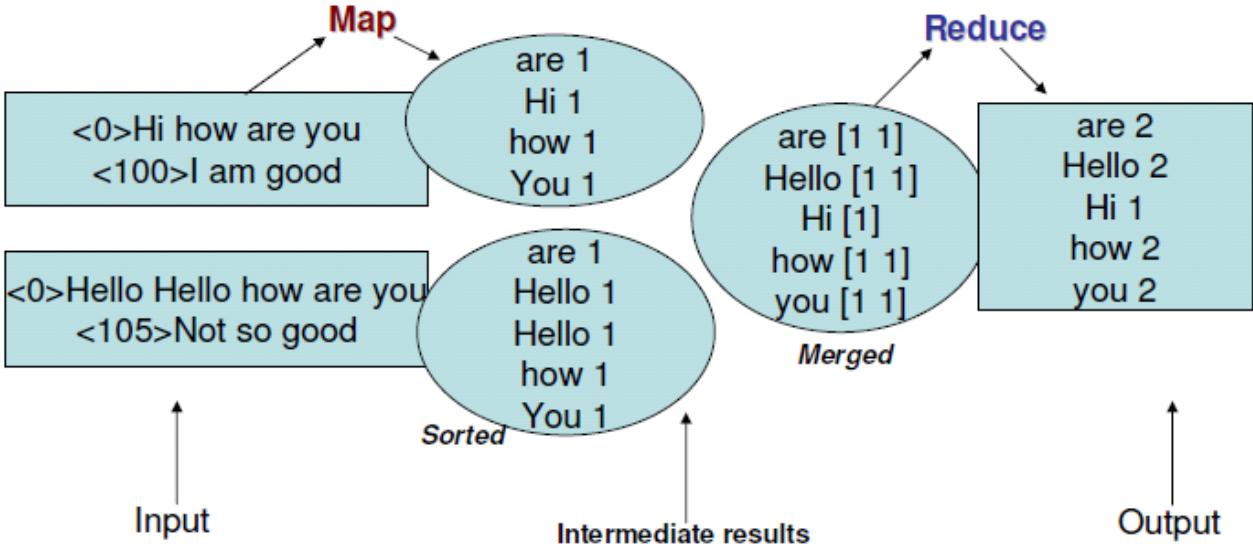 Map
<0>Hi how are you
<100>I am good
are 1
Hi 1
how 1
You 1
<0>Hello Hello how are you
<105>Not so good
are 1
Hello 1
Hello 1
how 1
You 1
Sorted
Reduce
are [1 1]
Hello [1 1]
Hi [1]
how [1 1]
you [1 1]
Merged
are 2
Hello 2
Hi 1
how 2
you 2
Input
Intermediate results
Output